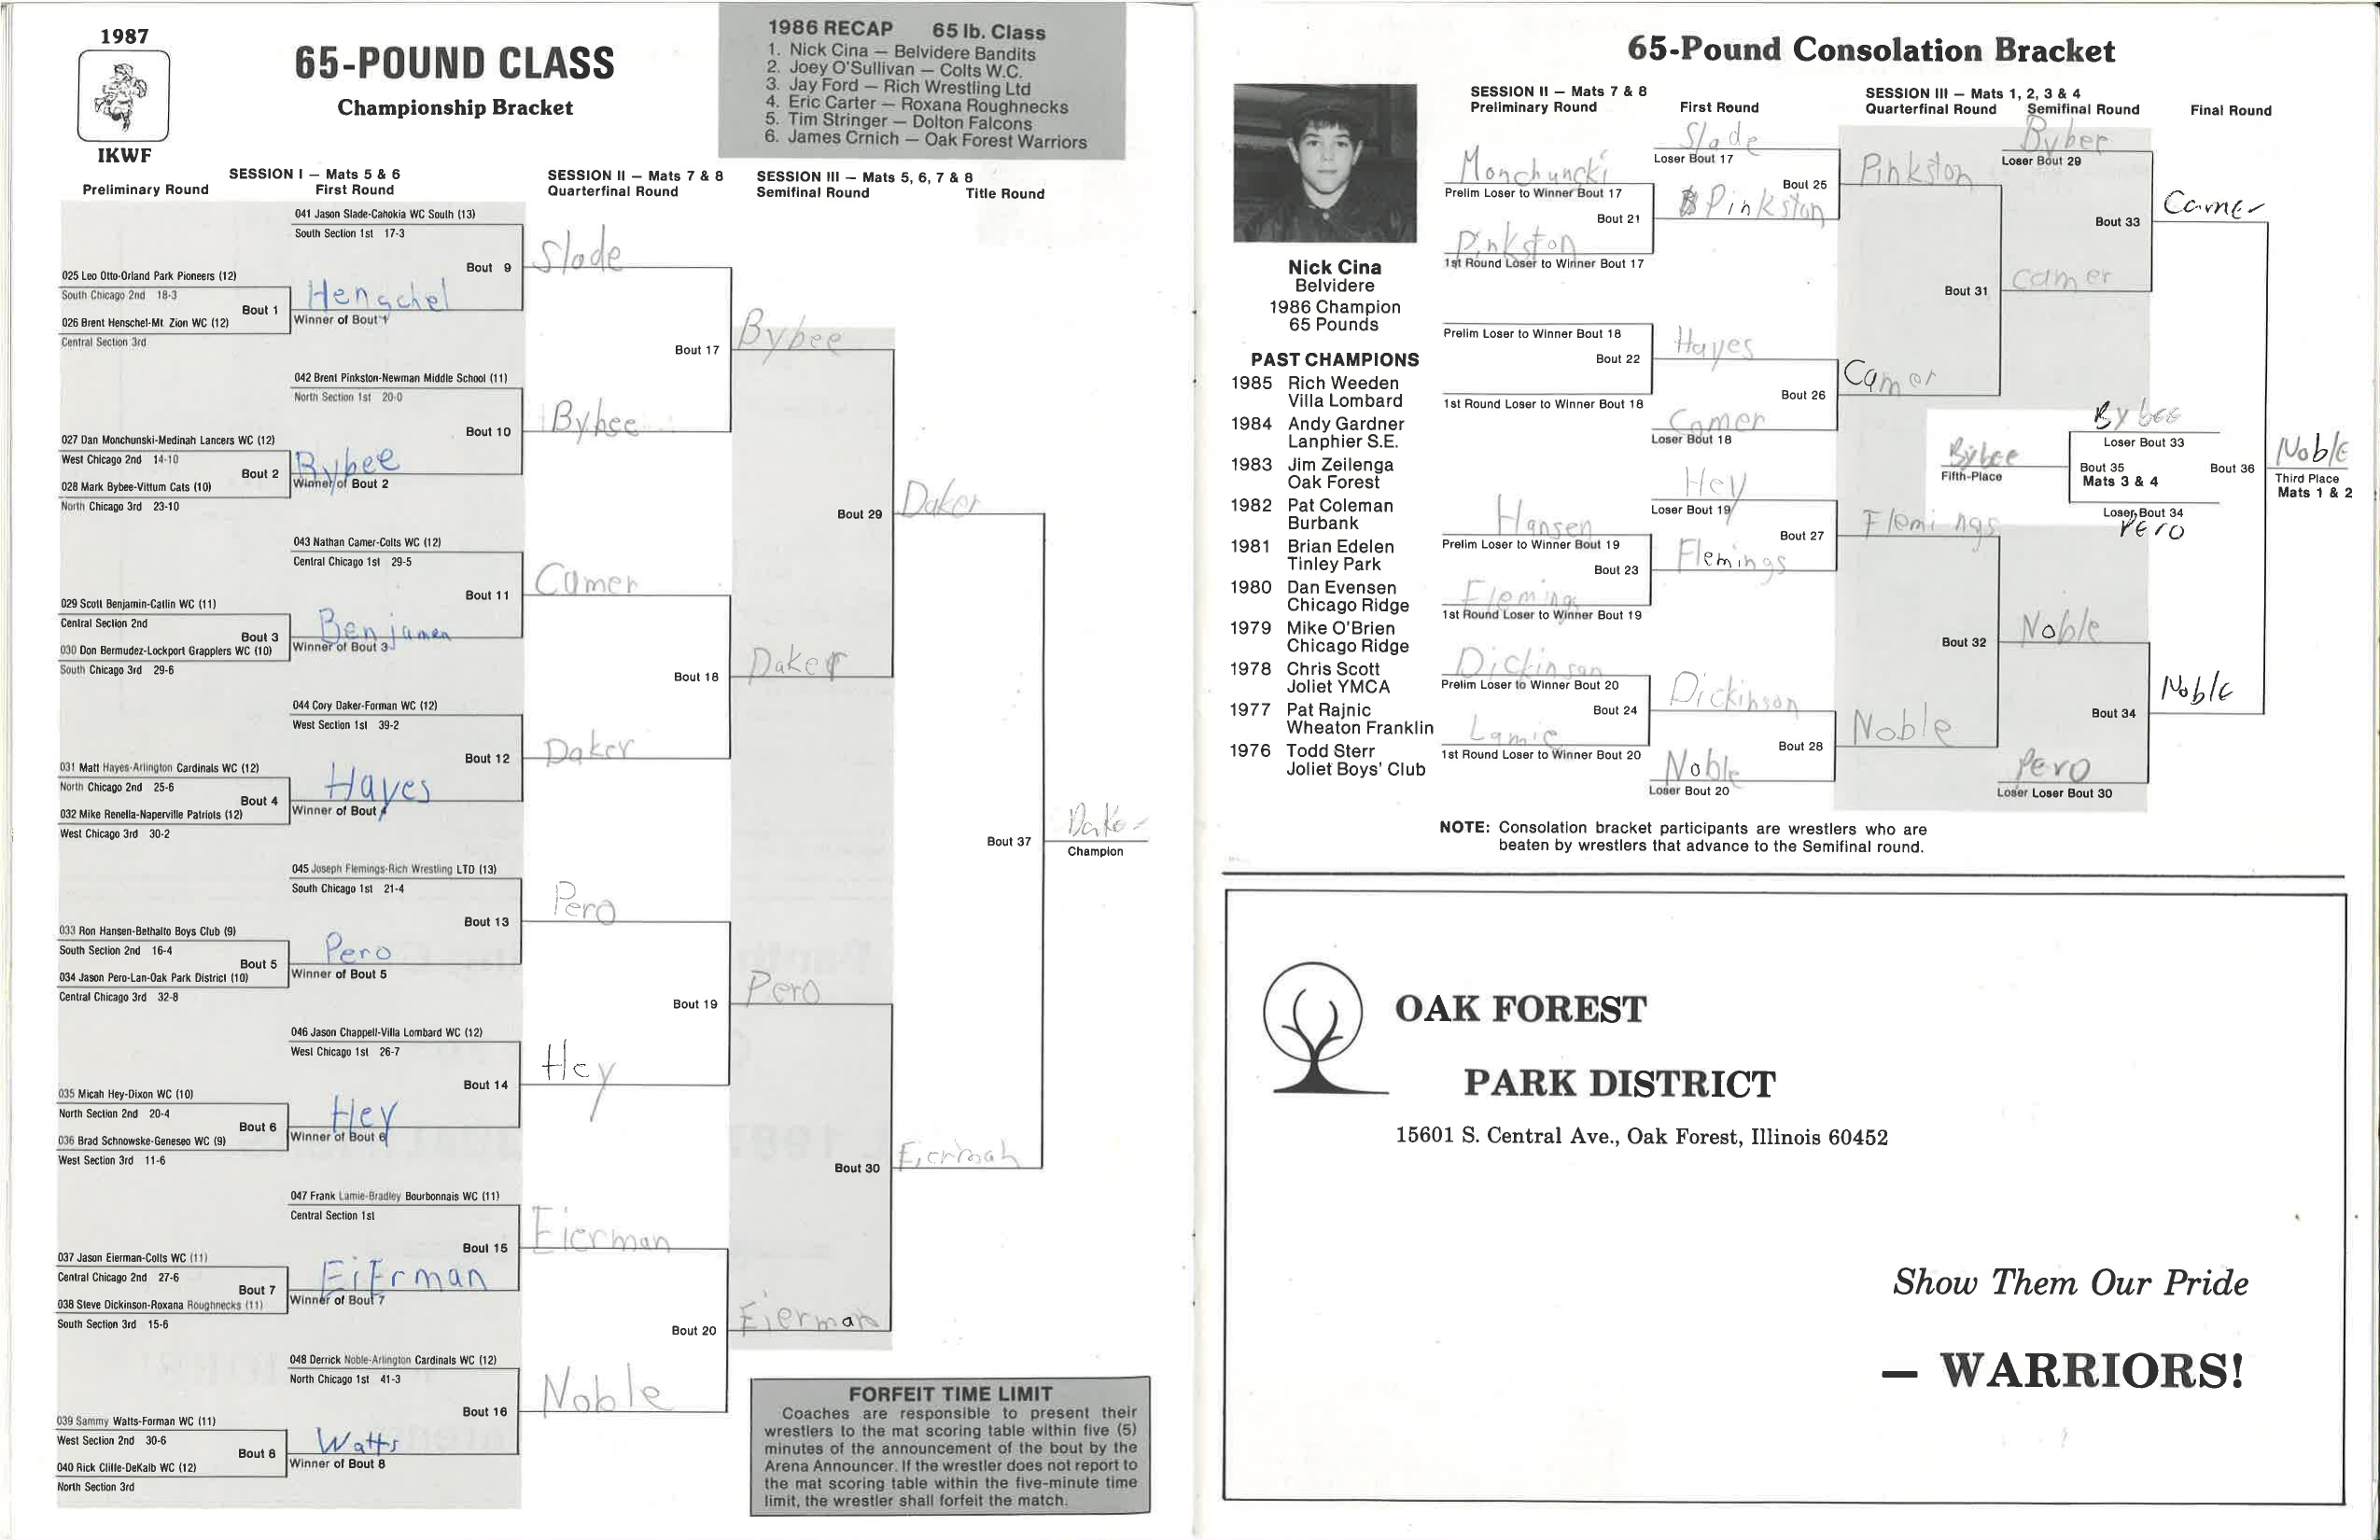 1987
IKWF
65-POUND CLASS
Championship Bracket
1986 RECAP 65 lb. Class
1. Nick Cina — Belvidere Bandits
2. Joey O'Sullivan — Colts W.C.
3. Jay Ford — Rich Wrestling Ltd
4. Eric Carter — Roxana Roughnecks
5. Tim Stringer — Dolton Falcons
6. James Crnich — Oak Forest Warriors
SESSION I — Mats 5 & 6
Preliminary Round First Round
SESSION II — Mats 7 & 8
Quarterfinal Round
SESSION III — Mats 5, 6, 7 & 8
Semifinal Round Title Round
041 Jason Slade-Cahokia WC South (13)
South Section 1st 17-3
Bout 9
Slade
025 Leo Otto-Orland Park Pioneers (12)
South Chicago 2nd 18-3
Bout 1
Henschel
Winner of Bout 1
026 Brent Henschel-Mt. Zion WC (12)
Central Section 3rd
Bout 17
Bybee
042 Brent Pinkston-Newman Middle School (11)
North Section 1st 20-0
Bout 10
Bybee
027 Dan Monchunski-Medinah Lancers WC (12)
West Chicago 2nd 14-10
Bout 2
Bybee
Winner of Bout 2
028 Mark Bybee-Vittum Cats (10)
North Chicago 3rd 23-10
Bout 29
Daker
043 Nathan Camer-Colts WC (12)
Central Chicago 1st 29-5
Bout 11
Camer
029 Scott Benjamin-Catlin WC (11)
Central Section 2nd
Bout 3
Benjamen
Winner of Bout 3
030 Don Bermudez-Lockport Grapplers WC (10)
South Chicago 3rd 29-6
Bout 18
Daker
044 Cory Daker-Forman WC (12)
West Section 1st 39-2
Bout 12
Daker
031 Matt Hayes-Arlington Cardinals WC (12)
North Chicago 2nd 25-6
Bout 4
Hayes
Winner of Bout 4
032 Mike Renella-Naperville Patriots (12)
West Chicago 3rd 30-2
Bout 37
Daker
Champion
045 Joseph Flemings-Rich Wrestling LTD (13)
South Chicago 1st 21-4
Bout 13
Pero
033 Ron Hansen-Bethalto Boys Club (9)
South Section 2nd 16-4
Bout 5
Pero
Winner of Bout 5
034 Jason Pero-Lan-Oak Park District (10)
Central Chicago 3rd 32-8
Bout 19
Pero
046 Jason Chappell-Villa Lombard WC (12)
West Chicago 1st 26-7
Bout 14
Hey
035 Micah Hey-Dixon WC (10)
North Section 2nd 20-4
Bout 6
Hey
Winner of Bout 6
036 Brad Schnowske-Geneseo WC (9)
West Section 3rd 11-6
Bout 30
Eierman
047 Frank Lamie-Bradley Bourbonnais WC (11)
Central Section 1st
Bout 15
Eierman
037 Jason Eierman-Colts WC (11)
Central Chicago 2nd 27-6
Bout 7
EiErman
Winner of Bout 7
038 Steve Dickinson-Roxana Roughnecks (11)
South Section 3rd 15-6
Bout 20
Eierman
048 Derrick Noble-Arlington Cardinals WC (12)
North Chicago 1st 41-3
Bout 16
Noble
039 Sammy Watts-Forman WC (11)
West Section 2nd 30-6
Bout 8
Watts
Winner of Bout 8
040 Rick Cliffe-DeKalb WC (12)
North Section 3rd
FORFEIT TIME LIMIT
Coaches are responsible to present their
wrestlers to the mat scoring table within five (5)
minutes of the announcement of the bout by the
Arena Announcer. If the wrestler does not report to
the mat scoring table within the five-minute time
limit, the wrestler shall forfeit the match.
65-Pound Consolation Bracket
Nick Cina
Belvidere
1986 Champion
65 Pounds
PAST CHAMPIONS
1985 Rich Weeden
Villa Lombard
1984 Andy Gardner
Lanphier S.E.
1983 Jim Zeilenga
Oak Forest
1982 Pat Coleman
Burbank
1981 Brian Edelen
Tinley Park
1980 Dan Evensen
Chicago Ridge
1979 Mike O'Brien
Chicago Ridge
1978 Chris Scott
Joliet YMCA
1977 Pat Rajnic
Wheaton Franklin
1976 Todd Sterr
Joliet Boys' Club
SESSION II — Mats 7 & 8
Preliminary Round First Round
SESSION III — Mats 1, 2, 3 & 4
Quarterfinal Round Semifinal Round Final Round
Slade
Loser Bout 17
Monchuncki
Prelim Loser to Winner Bout 17
Bout 21
Pinkston
Pinkston
1st Round Loser to Winner Bout 17
Bout 25
Pinkston
Byber
Loser Bout 29
Bout 33
Camer
Prelim Loser to Winner Bout 18
Bout 22
Hayes
1st Round Loser to Winner Bout 18
Bout 26
Camer
Loser Bout 18
Camer
Bout 31
Camer
Bybee
Loser Bout 33
Bybee
Fifth-Place
Bout 35
Mats 3 & 4
Loser Bout 34
Pero
Bout 36
Noble
Third Place
Mats 1 & 2
Hey
Loser Bout 19
Hansen
Prelim Loser to Winner Bout 19
Bout 23
Flemings
Flemings
1st Round Loser to Winner Bout 19
Bout 27
Flemings
Bout 32
Noble
Dickinson
Prelim Loser to Winner Bout 20
Bout 24
Dickinson
Lamie
1st Round Loser to Winner Bout 20
Bout 28
Noble
Noble
Loser Bout 20
Bout 34
Noble
Pero
Loser Loser Bout 30
NOTE: Consolation bracket participants are wrestlers who are
beaten by wrestlers that advance to the Semifinal round.
OAK FOREST
PARK DISTRICT
15601 S. Central Ave., Oak Forest, Illinois 60452
Show Them Our Pride
— WARRIORS!